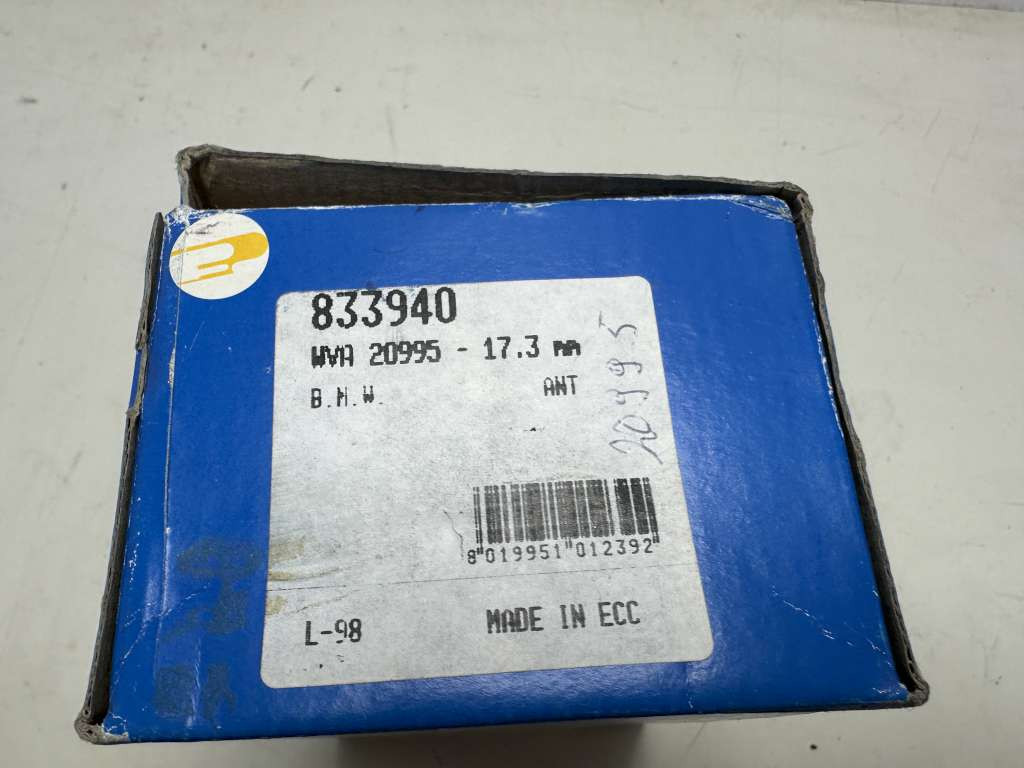 833940
WVA 20995 - 17.3 mm
B.M.W. ANT
20995
8 019951 012392
L-98 MADE IN ECC